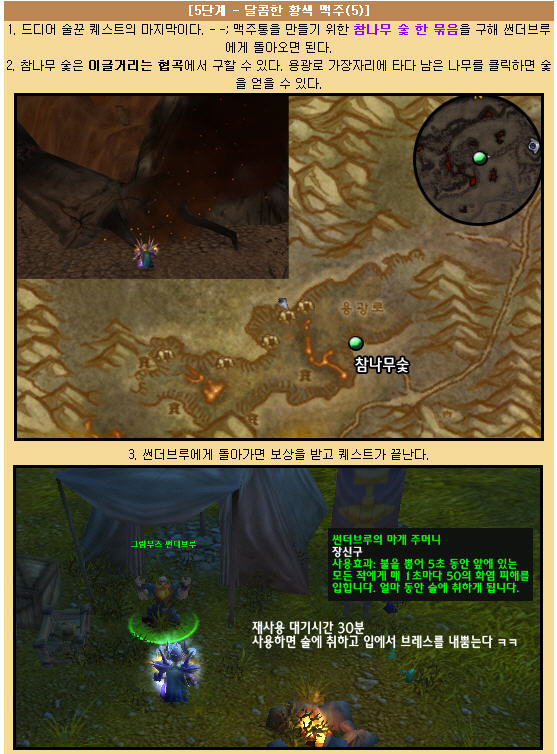 [5단계 - 달콤한 황색 맥주(5)]
1. 드디어 술꾼 퀘스트의 마지막이다. - -; 맥주통을 만들기 위한 참나무 숯 한 묶음을 구해 썬더브루
에게 돌아오면 된다.
2. 참나무 숯은 이글거리는 협곡에서 구할 수 있다. 용광로 가장자리에 타다 남은 나무를 클릭하면 숯
을 얻을 수 있다.
용광로
참나무숯
3. 썬더브루에게 돌아가면 보상을 받고 퀘스트가 끝난다.
그림부즈 썬더브루
썬더브루의 마개 주머니
장신구
사용효과: 불을 뿜어 5초 동안 앞에 있는
모든 적에게 매 1초마다 50의 화염 피해를
입힙니다. 얼마 동안 술에 취하게 됩니다.
재사용 대기시간 30분
사용하면 술에 취하고 입에서 브레스를 내뿜는다 ㅋㅋ